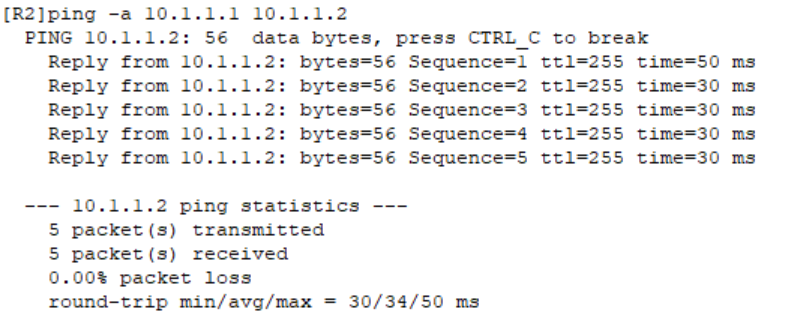 [R2]ping -a 10.1.1.1 10.1.1.2
PING 10.1.1.2: 56 data bytes, press CTRL_C to break
Reply from 10.1.1.2: bytes=56 Sequence=1 ttl=255 time=50 ms
Reply from 10.1.1.2: bytes=56 Sequence=2 ttl=255 time=30 ms
Reply from 10.1.1.2: bytes=56 Sequence=3 ttl=255 time=30 ms
Reply from 10.1.1.2: bytes=56 Sequence=4 ttl=255 time=30 ms
Reply from 10.1.1.2: bytes=56 Sequence=5 ttl=255 time=30 ms
--- 10.1.1.2 ping statistics ---
5 packet(s) transmitted
5 packet(s) received
0.00% packet loss
round-trip min/avg/max = 30/34/50 ms